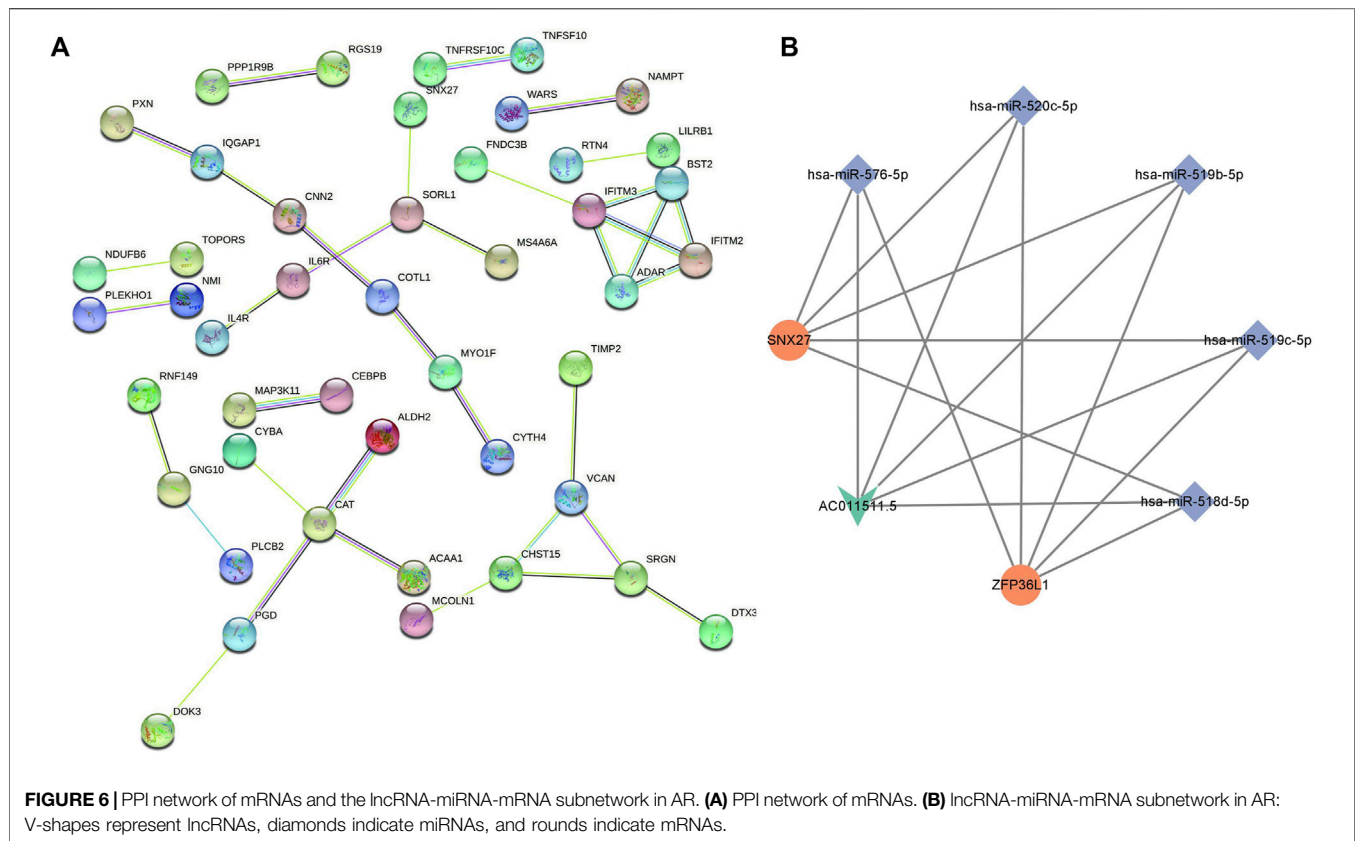 A
B
RGS19
PPP1R9B
TNFRSF10C
TNFSF10
SNX27
NAMPT
WARS
PXN
IQGAP1
FNDC3B
RTN4
LILRB1
BST2
CNN2
SORL1
IFITM3
IFITM2
MS4A6A
ADAR
NDUFB6
TOPORS
IL6R
COTL1
PLEKHO1
NMI
IL4R
MYO1F
TIMP2
RNF149
MAP3K11
CEBPB
CYBA
ALDH2
CYTH4
GNG10
VCAN
CAT
PLCB2
ACAA1
CHST15
SRGN
MCOLN1
DTX3
PGD
DOK3
hsa-miR-520c-5p
hsa-miR-576-5p
hsa-miR-519b-5p
SNX27
hsa-miR-519c-5p
AC011511.5
hsa-miR-518d-5p
ZFP36L1
FIGURE 6 | PPI network of mRNAs and the lncRNA-miRNA-mRNA subnetwork in AR. (A) PPI network of mRNAs. (B) lncRNA-miRNA-mRNA subnetwork in AR:
V-shapes represent lncRNAs, diamonds indicate miRNAs, and rounds indicate mRNAs.